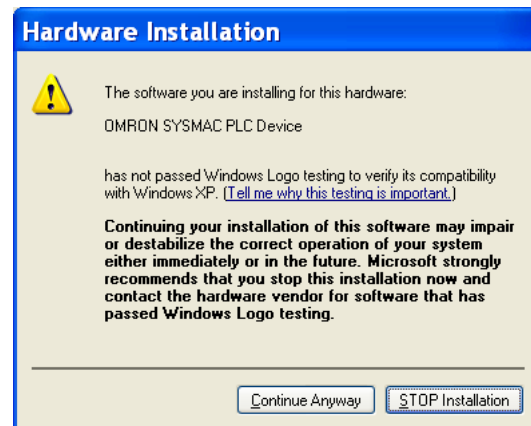 Hardware Installation
The software you are installing for this hardware:
OMRON SYSMAC PLC Device
has not passed Windows Logo testing to verify its compatibility
with Windows XP. (Tell me why this testing is important.)
Continuing your installation of this software may impair
or destabilize the correct operation of your system
either immediately or in the future. Microsoft strongly
recommends that you stop this installation now and
contact the hardware vendor for software that has
passed Windows Logo testing.
Continue Anyway
STOP Installation